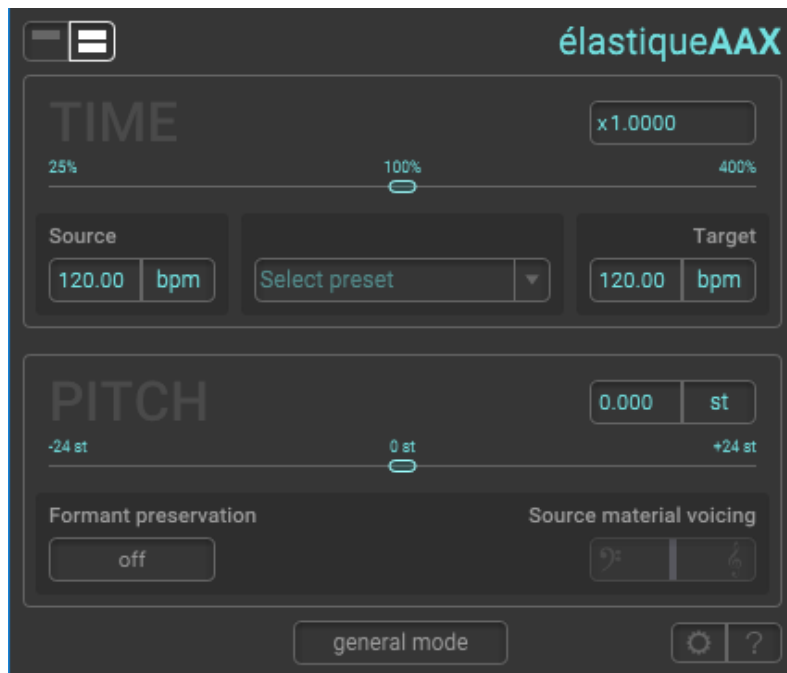 élastiqueAAX
TIME
x1.0000
25% 100% 400%
Source Target
120.00 bpm Select preset 120.00 bpm
PITCH
0.000 st
-24 st 0 st +24 st
Formant preservation Source material voicing
off
general mode ?